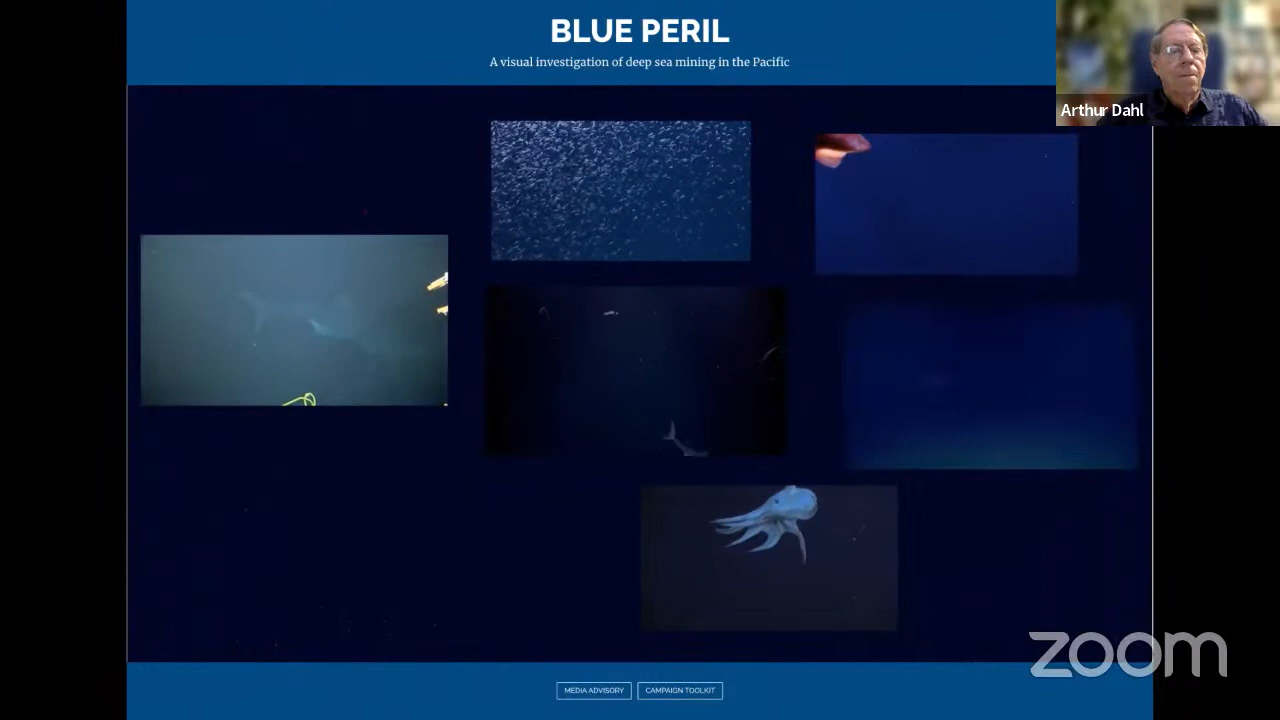 BLUE PERIL
A visual investigation of deep sea mining in the Pacific
Arthur Dahl
zoom
MEDIA ADVISORY
CAMPAIGN TOOLKIT